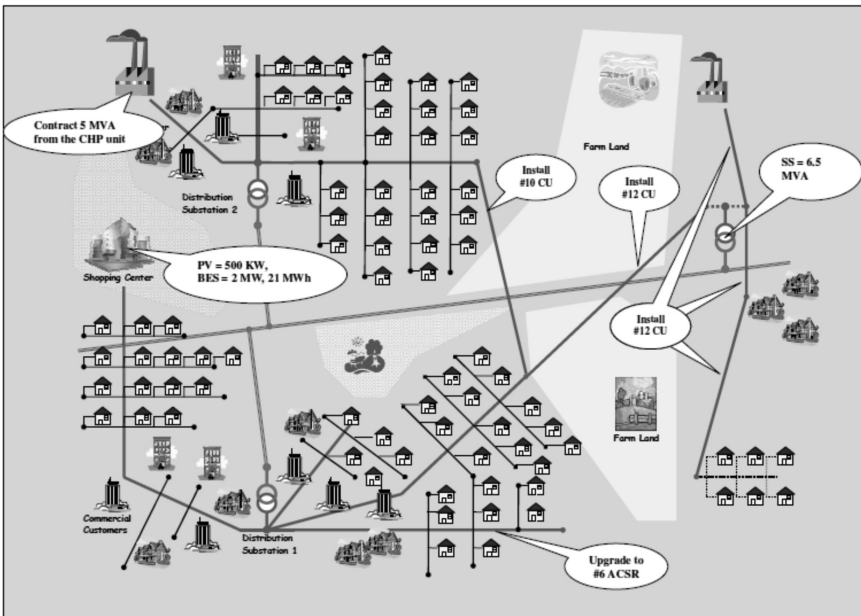 Contract 5 MVA
from the CHP unit
Farm Land
SS = 6.5
MVA
Install
#10 CU
Install
#12 CU
Distribution
Substation 2
PV = 500 KW,
BES = 2 MW, 21 MWh
Shopping Center
Install
#12 CU
Farm Land
Commercial
Customers
Distribution
Substation 1
Upgrade to
#6 ACSR